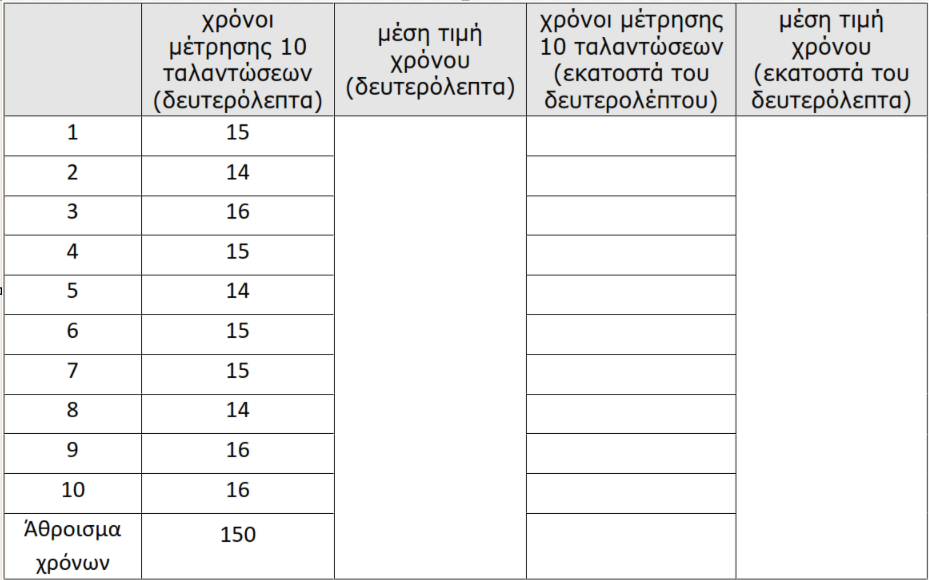 χρόνοι
μέτρησης 10
ταλαντώσεων
(δευτερόλεπτα)
μέση τιμή
χρόνου
(δευτερόλεπτα)
χρόνοι μέτρησης
10 ταλαντώσεων
(εκατοστά του
δευτερολέπτου)
μέση τιμή
χρόνου
(εκατοστά του
δευτερόλεπτα)
1 15
2 14
3 16
4 15
5 14
6 15
7 15
8 14
9 16
10 16
Άθροισμα
χρόνων
150